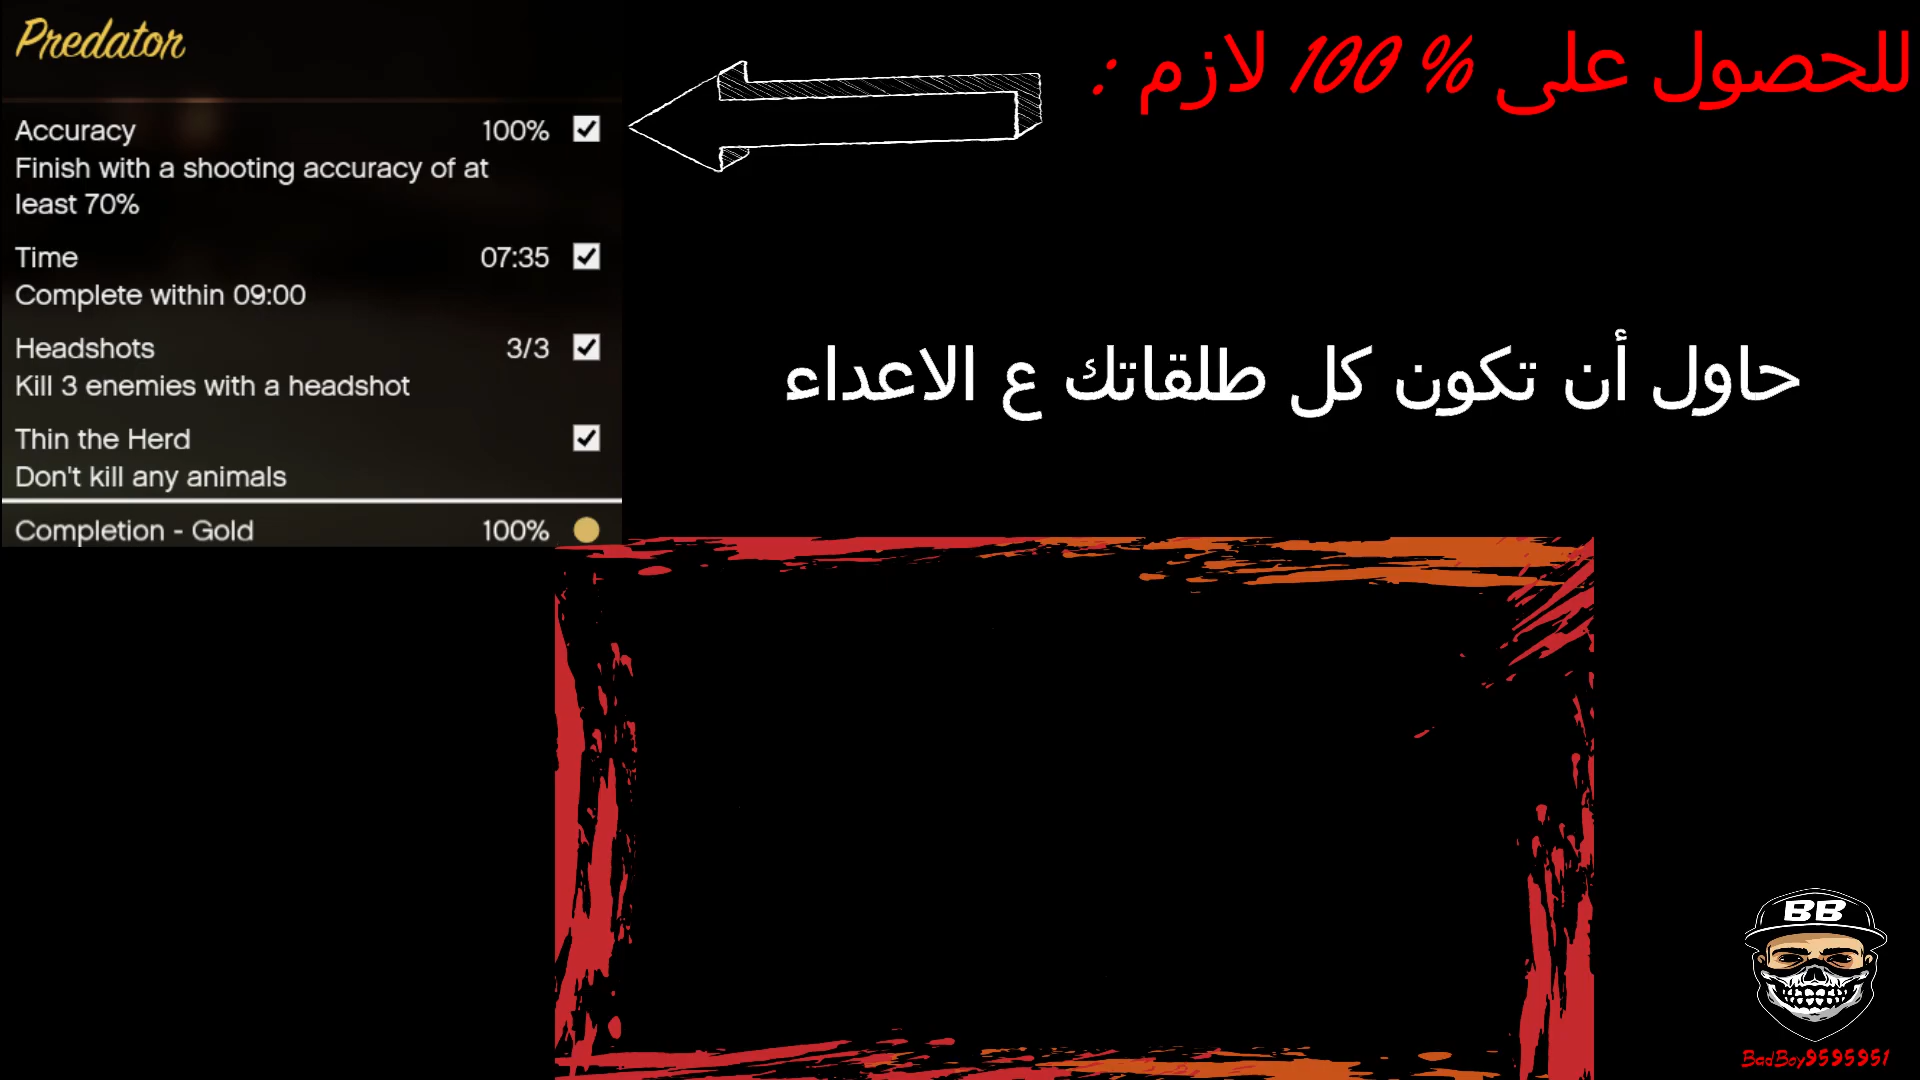 Predator
Accuracy 100%
Finish with a shooting accuracy of at
least 70%
Time 07:35
Complete within 09:00
Headshots 3/3
Kill 3 enemies with a headshot
Thin the Herd
Don't kill any animals
Completion - Gold 100%
للحصول على % 100 لازم :
حاول أن تكون كل طلقاتك ع الاعداء
BB
BadBoy9595951